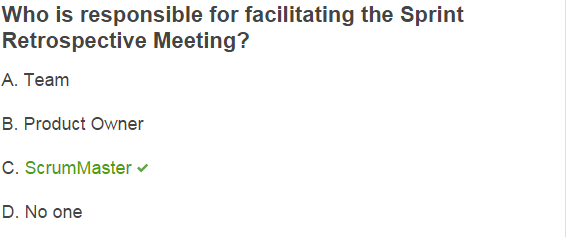 Who is responsible for facilitating the Sprint
Retrospective Meeting?
A. Team
B. Product Owner
C. ScrumMaster ✔
D. No one